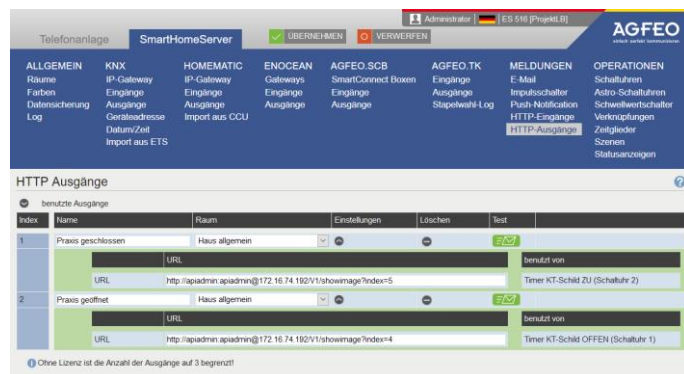 Administrator | ES 516 [ProjektLB]
Telefonanlage SmartHomeServer ÜBERNEHMEN VERWERFEN AGFEO
ALLGEMEIN KNX HOMEMATIC ENOCEAN AGFEO.SCB AGFEO.TK MELDUNGEN OPERATIONEN
Räume IP-Gateway IP-Gateway Gateways SmartConnect Boxen Eingänge E-Mail Schaltuhren
Farben Eingänge Eingänge Eingänge Eingänge Ausgänge Impulsschalter Astro-Schaltuhren
Datensicherung Ausgänge Ausgänge Ausgänge Ausgänge Stapelwahl-Log Push-Notification Schwellwertschalter
Log Geräteadresse Import aus CCU HTTP-Eingänge Verknüpfungen
Datum/Zeit HTTP-Ausgänge Zeitglieder
Import aus ETS Szenen
Statusanzeigen
HTTP Ausgänge
benutzte Ausgänge
Index Name Raum Einstellungen Löschen Test
1 Praxis geschlossen Haus allgemein
URL benutzt von
URL http://apiadmin:apiadmin@172.16.74.192/V1/showimage?index=5 Timer KT-Schild ZU (Schaltuhr 2)
2 Praxis geöffnet Haus allgemein
URL benutzt von
URL http://apiadmin:apiadmin@172.16.74.192/V1/showimage?index=4 Timer KT-Schild OFFEN (Schaltuhr 1)
Ohne Lizenz ist die Anzahl der Ausgänge auf 3 begrenzt!